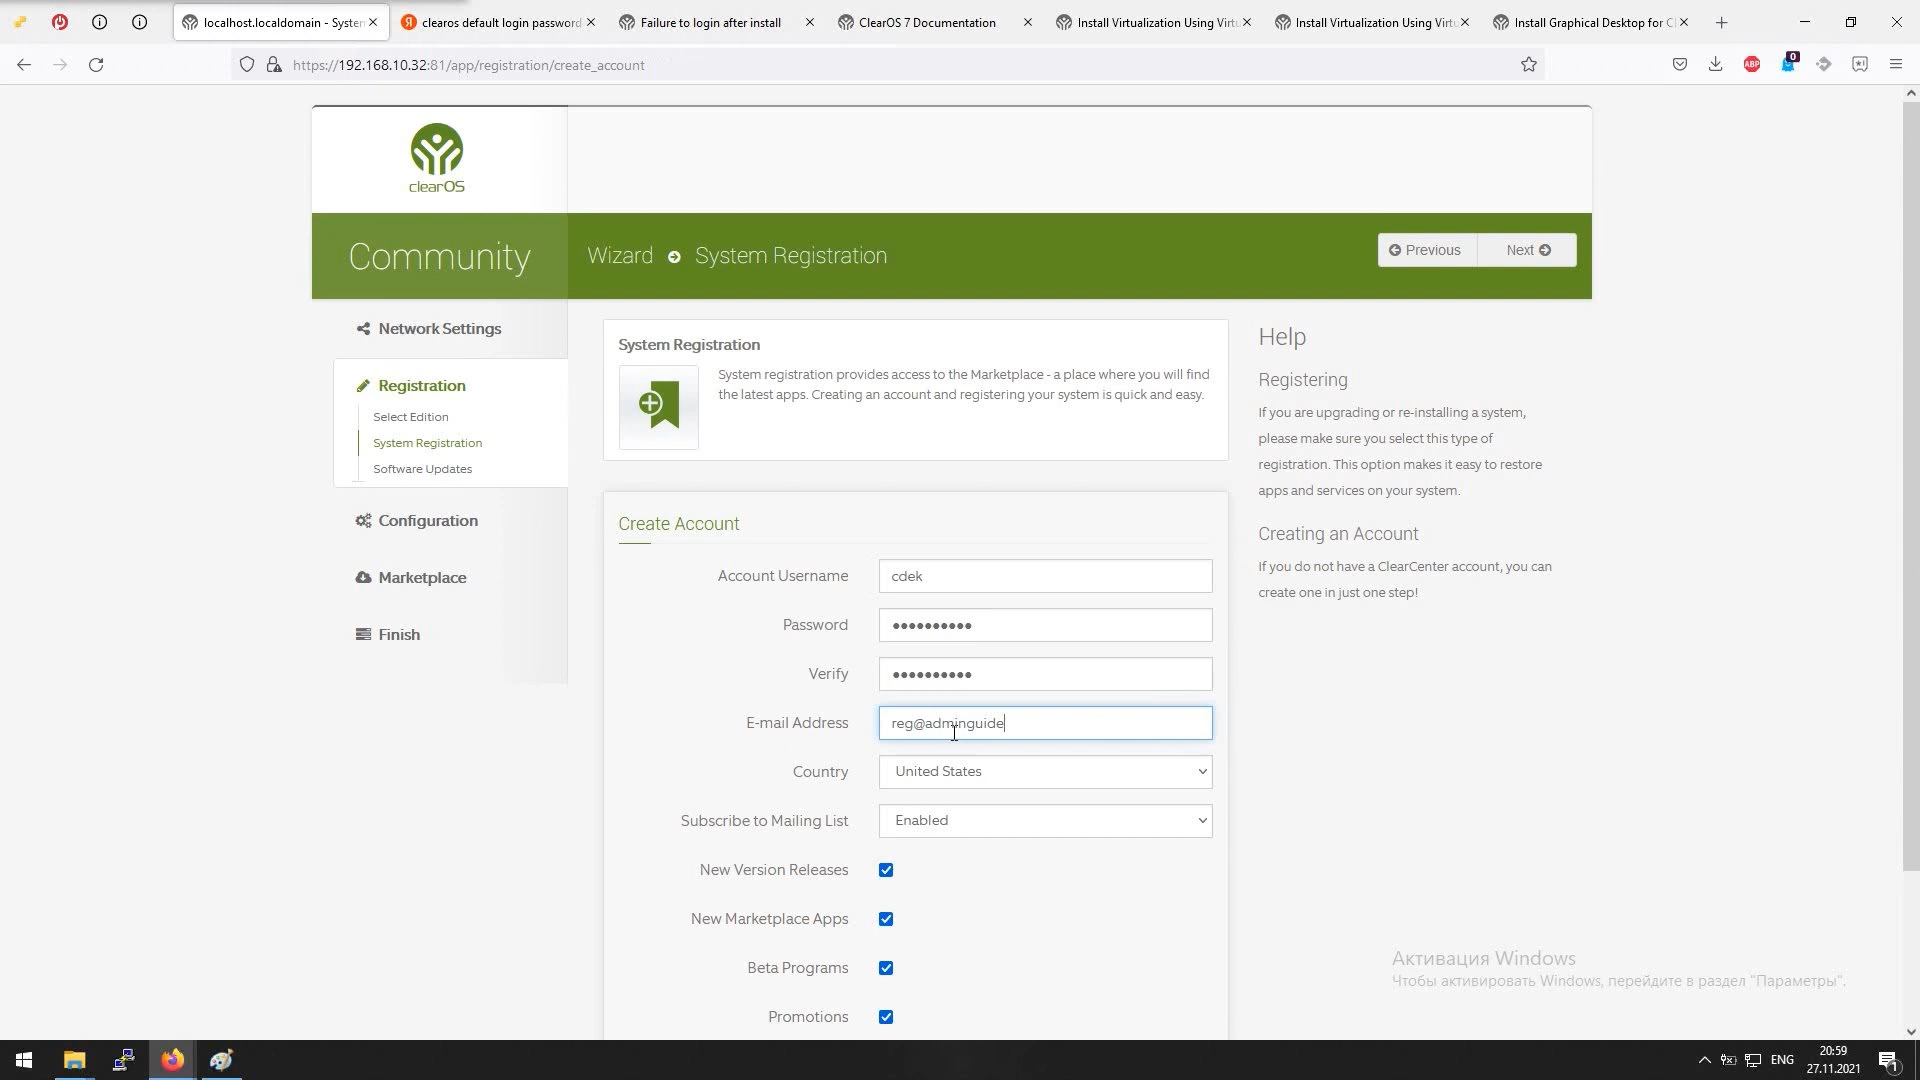 localhost.localdomain - System
clearos default login password
Failure to login after install
ClearOS 7 Documentation
Install Virtualization Using Virtu
Install Virtualization Using Virtu
Install Graphical Desktop for Cl
https://192.168.10.32:81/app/registration/create_account
ABP
0
clearOS
Community
Wizard System Registration
Previous
Next
Network Settings
Registration
Select Edition
System Registration
Software Updates
Configuration
Marketplace
Finish
System Registration
System registration provides access to the Marketplace - a place where you will find
the latest apps. Creating an account and registering your system is quick and easy.
Create Account
Account Username cdek
Password ••••••••••
Verify ••••••••••
E-mail Address reg@adminguide
Country United States
Subscribe to Mailing List Enabled
New Version Releases
New Marketplace Apps
Beta Programs
Promotions
Help
Registering
If you are upgrading or re-installing a system,
please make sure you select this type of
registration. This option makes it easy to restore
apps and services on your system.
Creating an Account
If you do not have a ClearCenter account, you can
create one in just one step!
Активация Windows
Чтобы активировать Windows, перейдите в раздел "Параметры".
ENG
20:59
27.11.2021
1